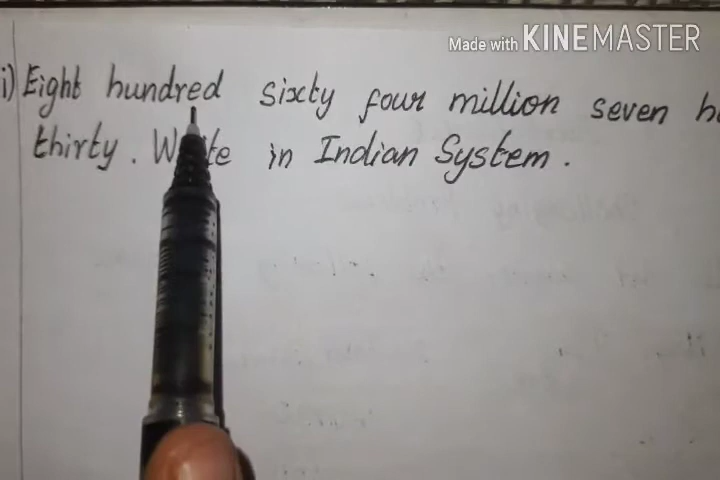 Made with KINEMASTER
i) Eight hundred sixty four million seven
thirty. in Indian System.